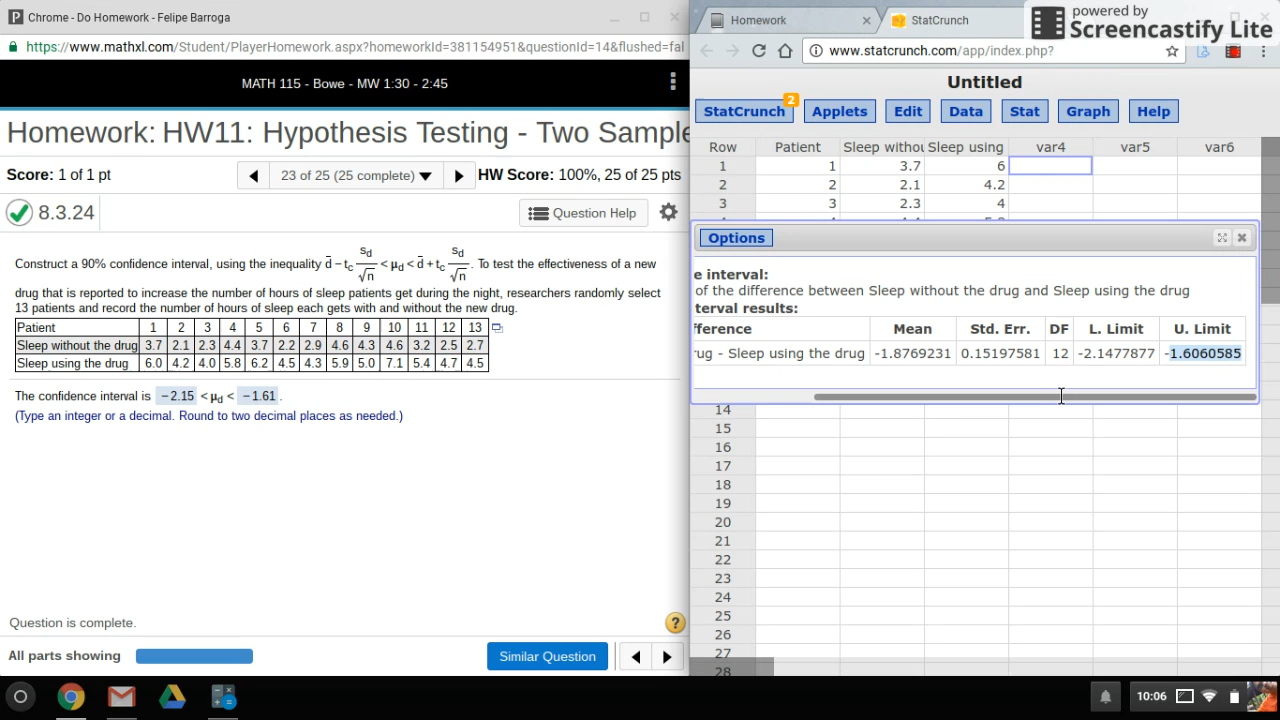 Chrome - Do Homework - Felipe Barroga
https://www.mathxl.com/Student/PlayerHomework.aspx?homeworkId=381154951&questionId=14&flushed=fal
MATH 115 - Bowe - MW 1:30 - 2:45
Homework: HW11: Hypothesis Testing - Two Sample
Score: 1 of 1 pt
23 of 25 (25 complete)
HW Score: 100%, 25 of 25 pts
8.3.24
Question Help
Construct a 90% confidence interval, using the inequality d̄ − t_c s_d/√n < μ_d < d̄ + t_c s_d/√n. To test the effectiveness of a new
drug that is reported to increase the number of hours of sleep patients get during the night, researchers randomly select
13 patients and record the number of hours of sleep each gets with and without the new drug.
Patient 1 2 3 4 5 6 7 8 9 10 11 12 13
Sleep without the drug 3.7 2.1 2.3 4.4 3.7 2.2 2.9 4.6 4.3 4.6 3.2 2.5 2.7
Sleep using the drug 6.0 4.2 4.0 5.8 6.2 4.5 4.3 5.9 5.0 7.1 5.4 4.7 4.5
The confidence interval is −2.15 < μ_d < −1.61.
(Type an integer or a decimal. Round to two decimal places as needed.)
Question is complete.
?
All parts showing
Similar Question
Homework
StatCrunch
powered by
Screencastify Lite
www.statcrunch.com/app/index.php?
Untitled
StatCrunch 2 Applets Edit Data Stat Graph Help
Row Patient Sleep withou Sleep using var4 var5 var6
1 1 3.7 6
2 2 2.1 4.2
3 3 2.3 4
Options
e interval:
of the difference between Sleep without the drug and Sleep using the drug
terval results:
fference Mean Std. Err. DF L. Limit U. Limit
rug - Sleep using the drug -1.8769231 0.15197581 12 -2.1477877 -1.6060585
14
15
16
17
18
19
20
21
22
23
24
25
26
27
28
10:06